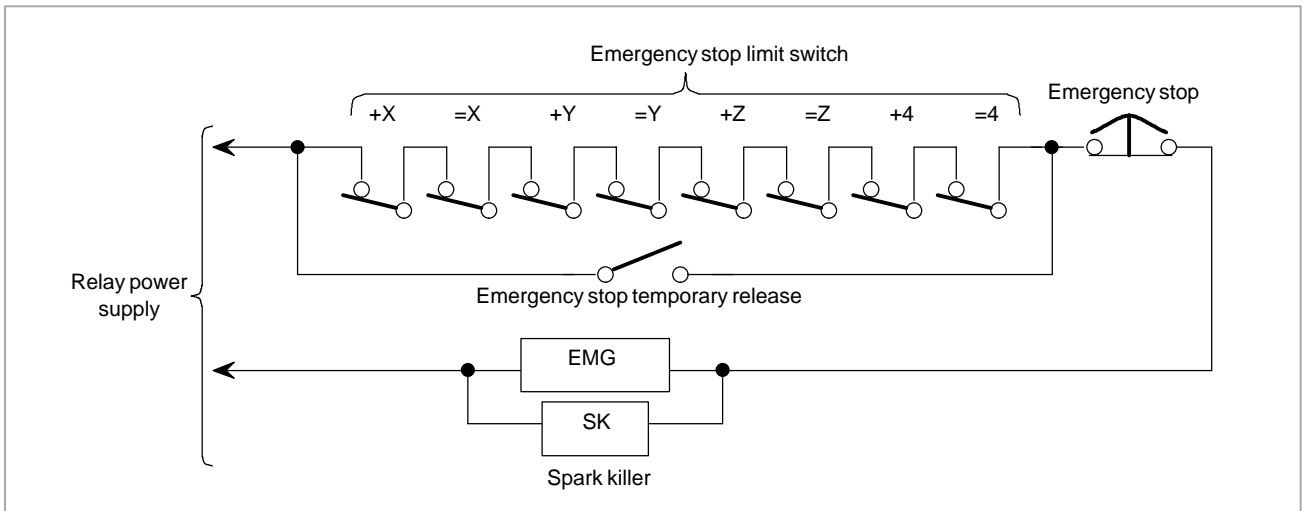 Emergency stop limit switch
Emergency stop
+X =X +Y =Y +Z =Z +4 =4
Relay power
supply
Emergency stop temporary release
EMG
SK
Spark killer